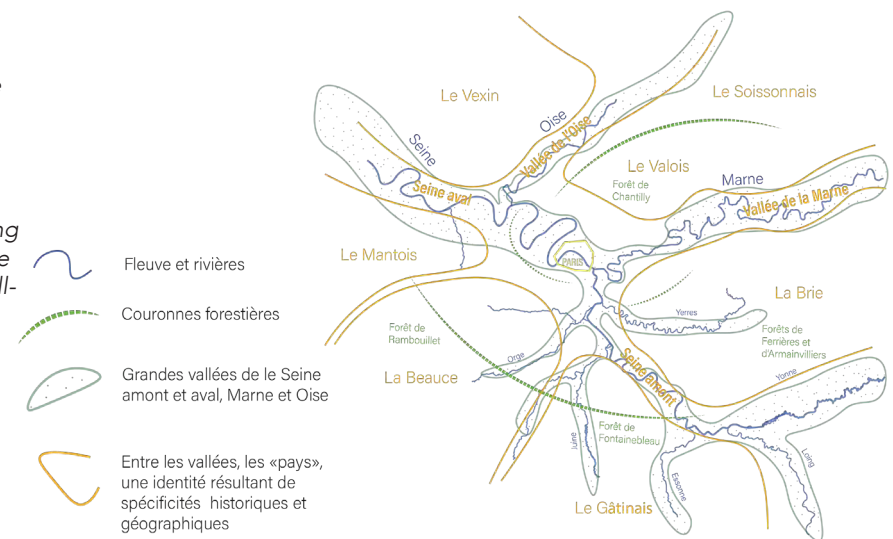 ng
e
ll-
Fleuve et rivières
Couronnes forestières
Grandes vallées de le Seine
amont et aval, Marne et Oise
Entre les vallées, les «pays»,
une identité résultant de
spécificités historiques et
géographiques
Le Vexin
Le Soissonnais
Oise
Seine
Vallée de l'Oise
Le Valois
Forêt de
Chantilly
Marne
Seine aval
Vallée de la Marne
Le Mantois
PARIS
La Brie
Yerres
Forêt de
Rambouillet
Forêts de
Ferrières et
d'Armainvilliers
Orge
La Beauce
Seine amont
Yonne
Juine
Forêt de
Fontainebleau
Essonne
Loing
Le Gâtinais